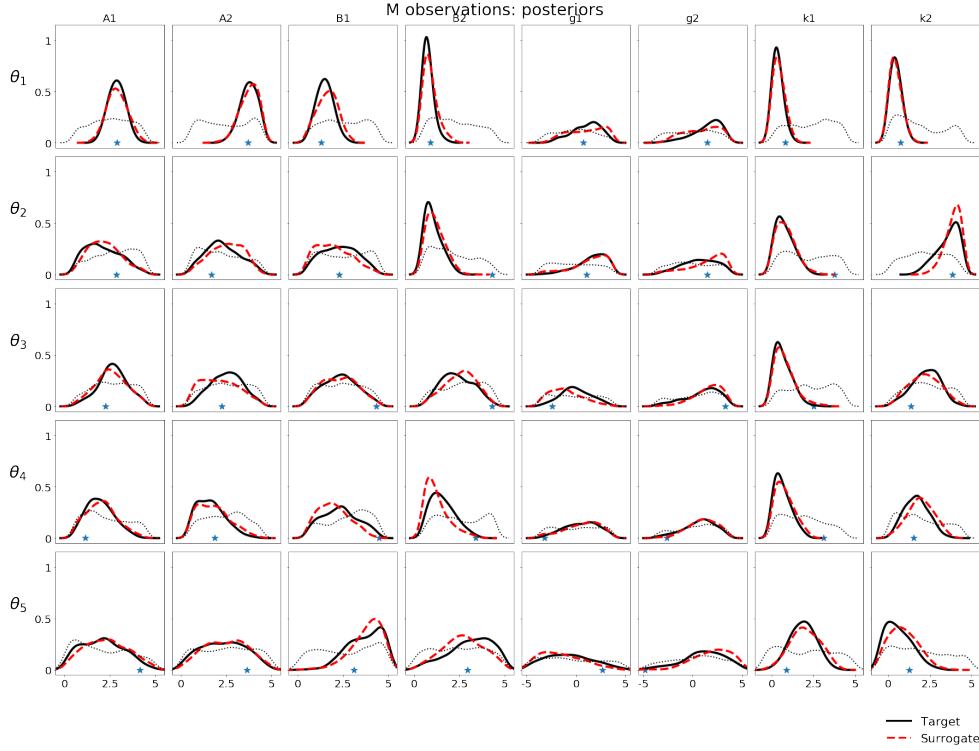 M observations: posteriors
A1 A2 B1 B2 g1 g2 k1 k2
1
θ1 0.5
0
1
θ2 0.5
0
1
θ3 0.5
0
1
θ4 0.5
0
1
θ5 0.5
0
0 2.5 5 0 2.5 5 0 2.5 5 0 2.5 5 -5 0 5 -5 0 5 0 2.5 5 0 2.5 5
Target
Surrogate